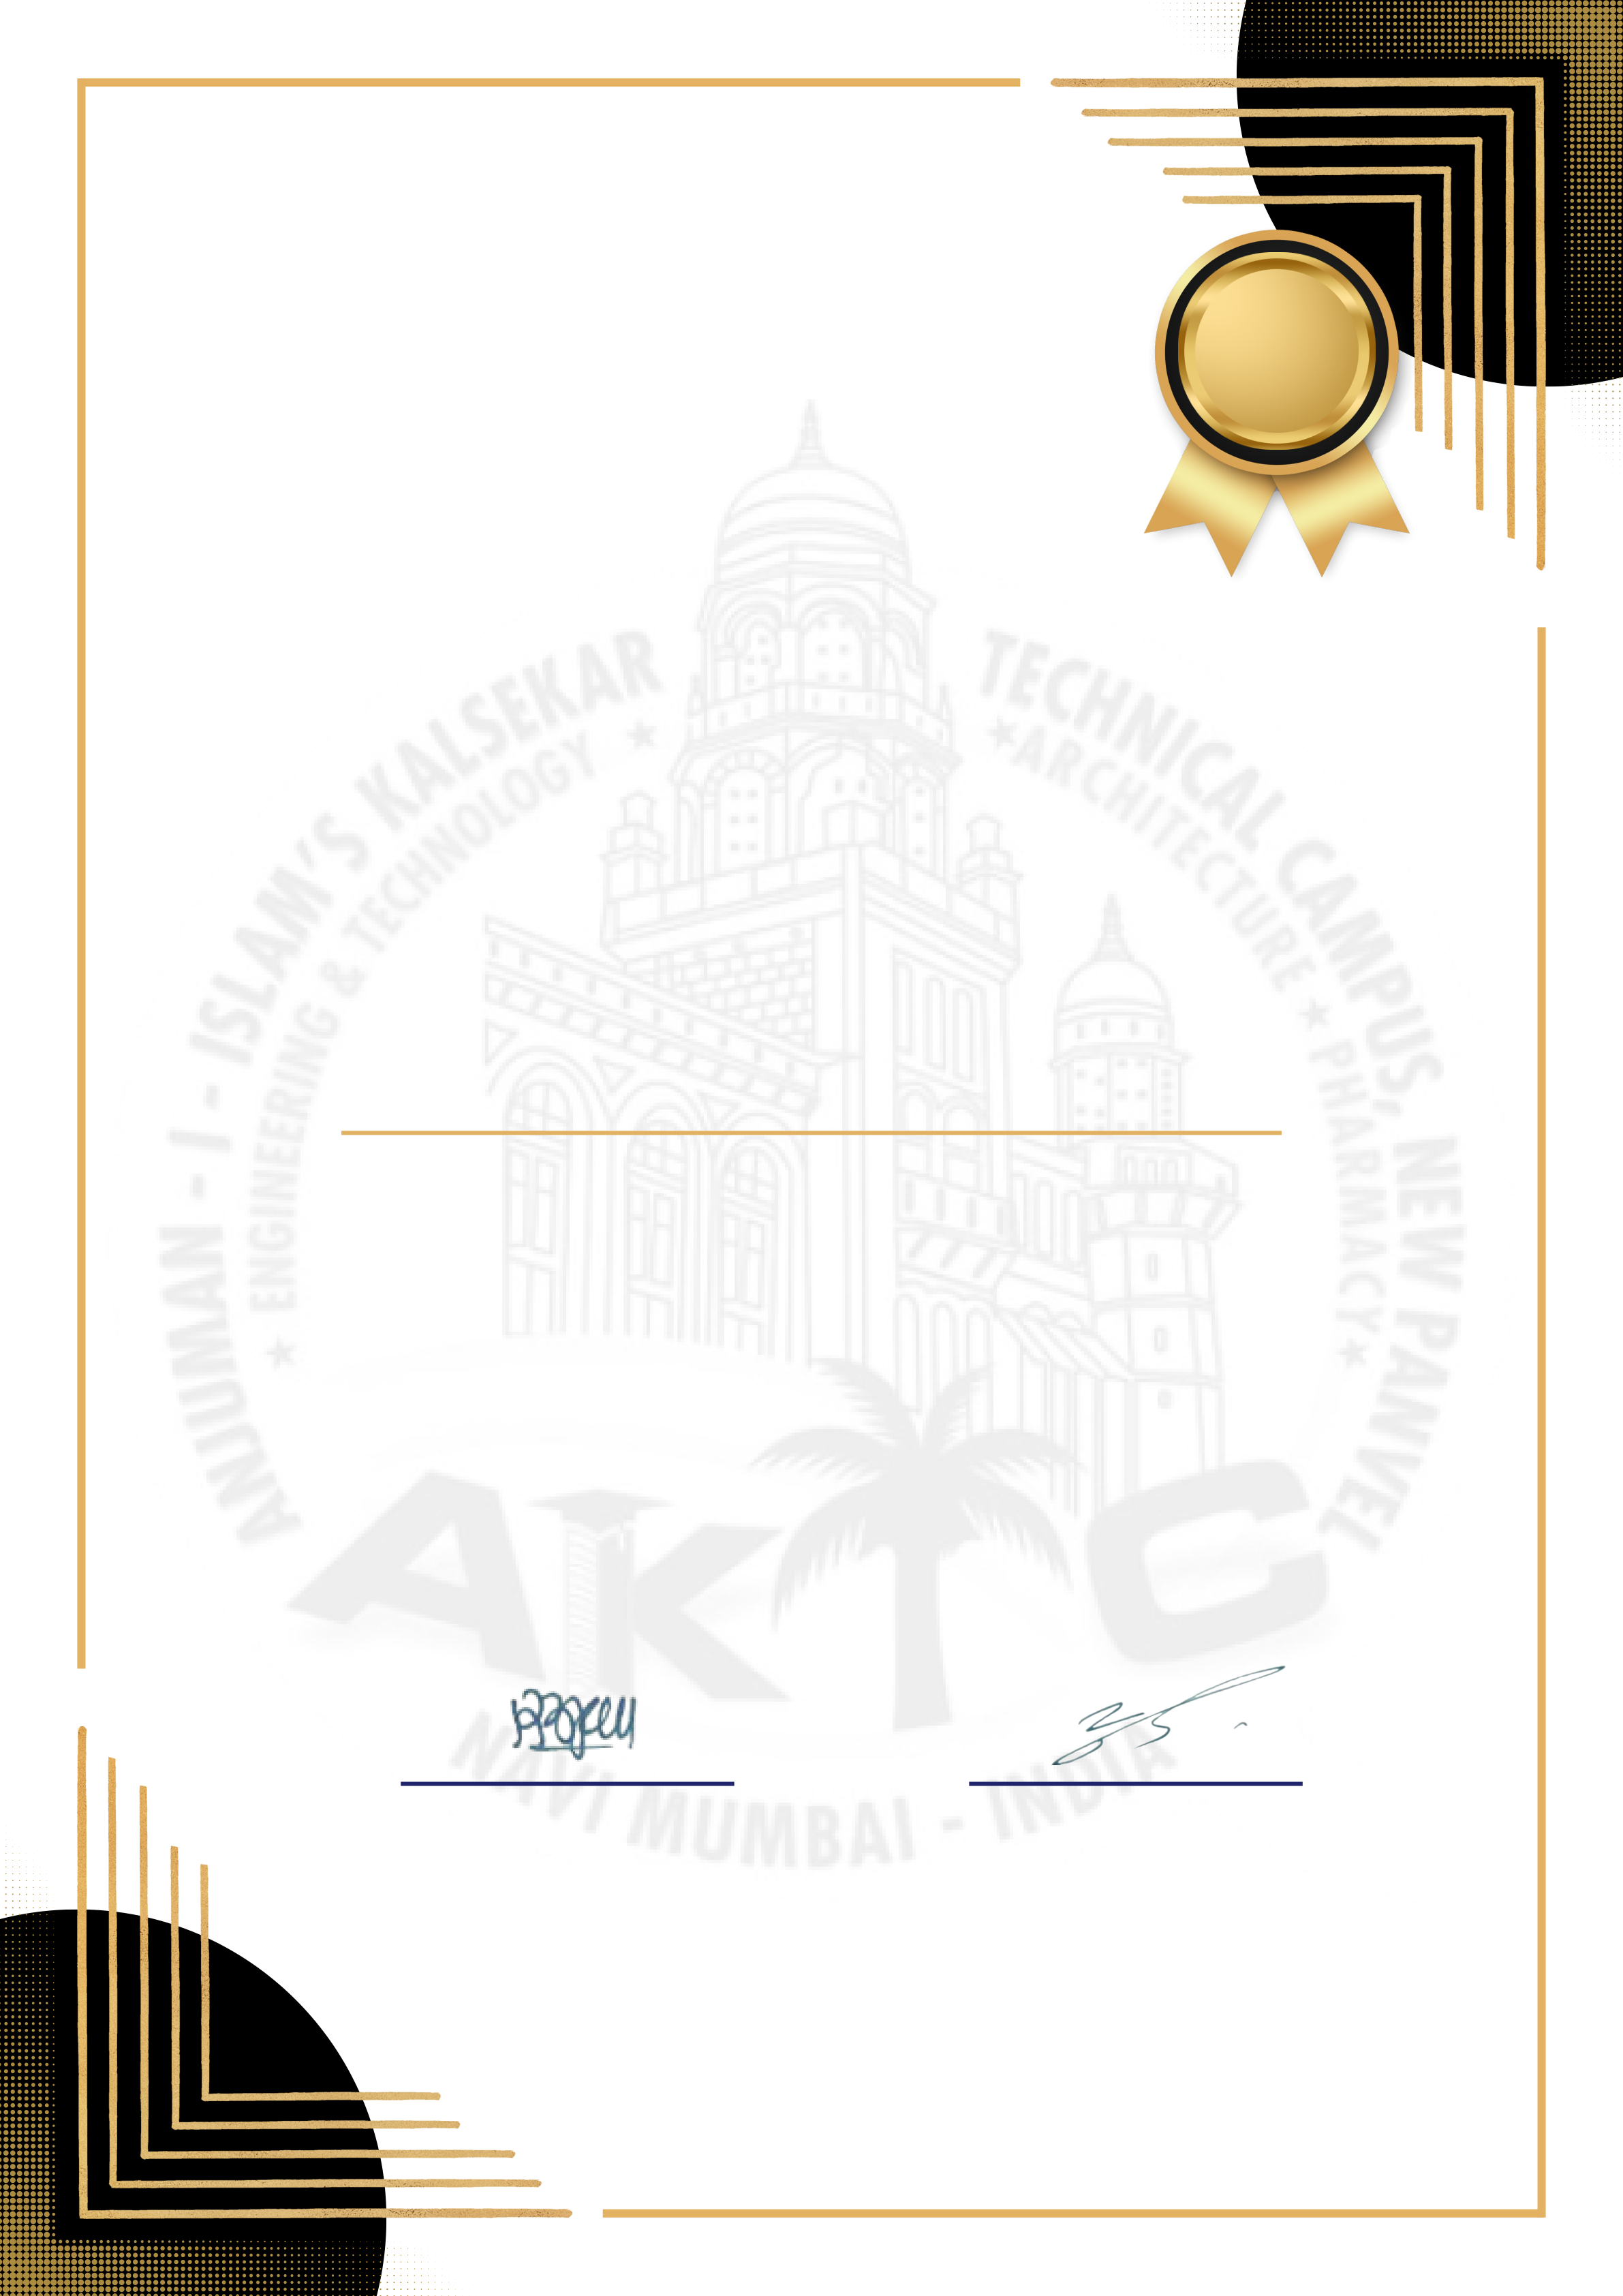 ANJUMAN - I - ISLAM'S KALSEKAR TECHNICAL CAMPUS, NEW PANVEL
★ ENGINEERING & TECHNOLOGY ★ ★ ARCHITECTURE ★ PHARMACY ★
AKTC
NAVI MUMBAI - INDIA